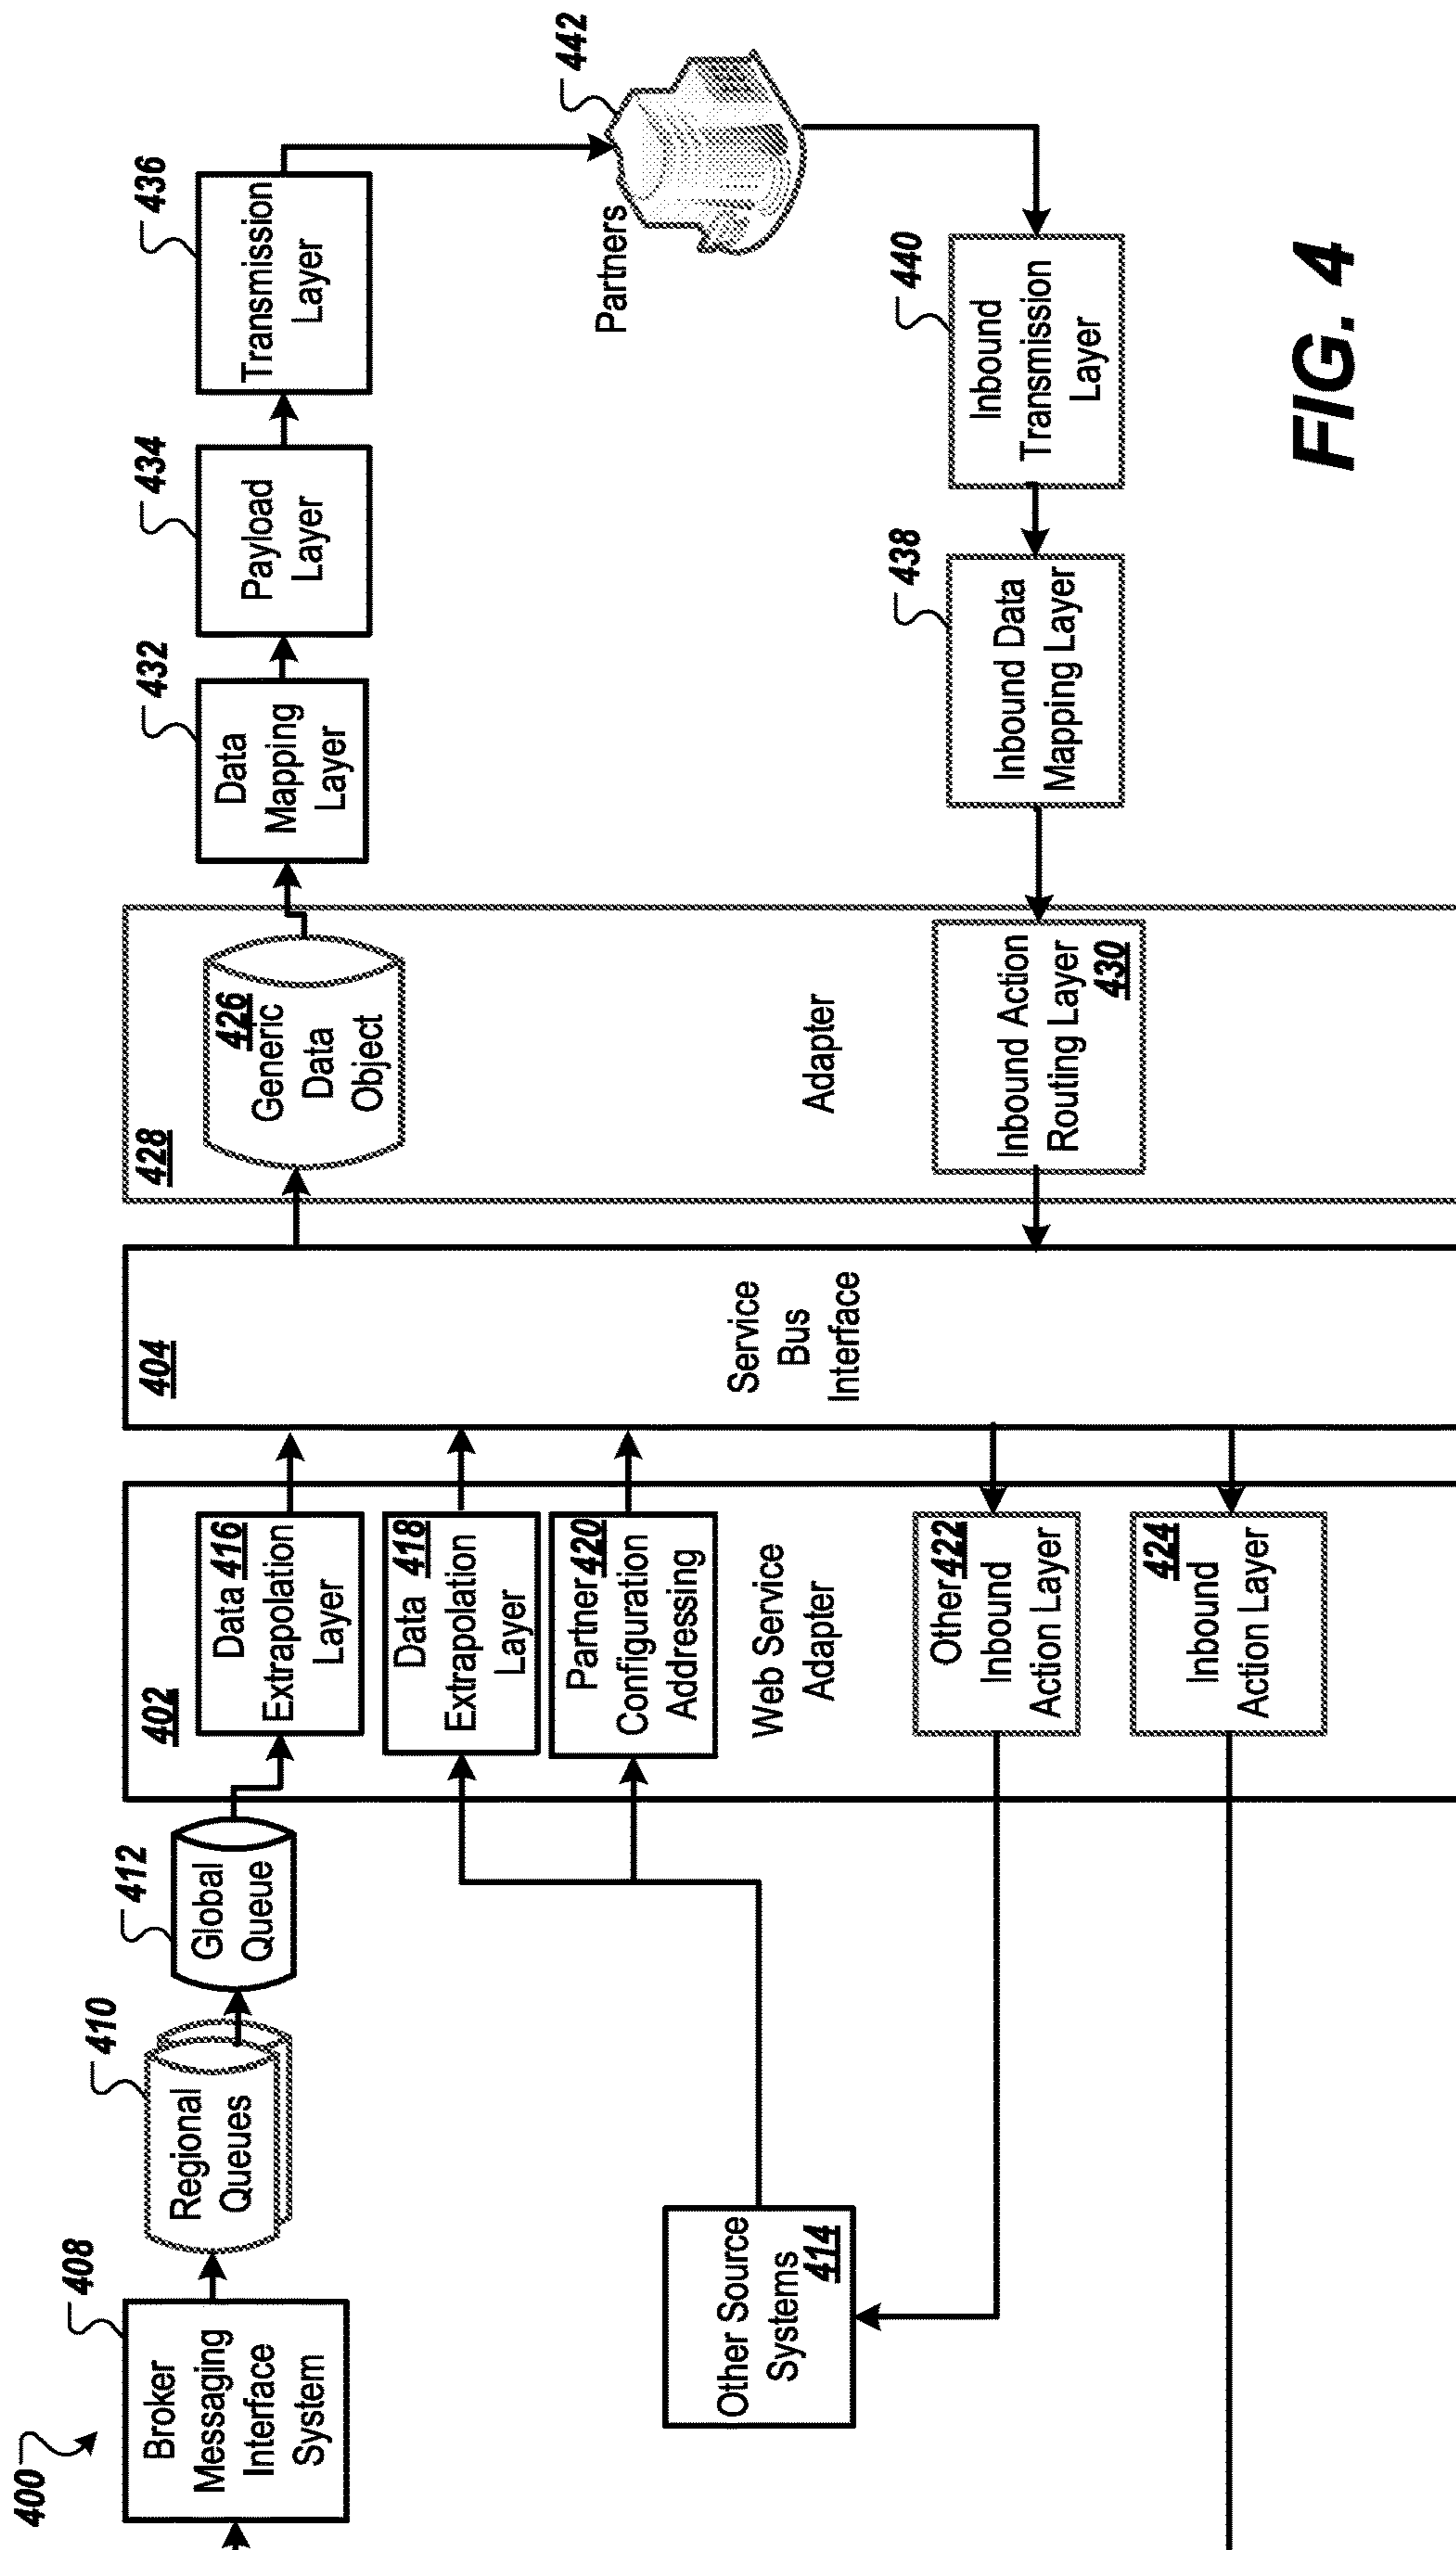 400
Broker
Messaging
Interface
System
408
Regional
Queues
410
Global
Queue
412
Other Source
Systems
414
402
Data 416
Extrapolation
Layer
Data 418
Extrapolation
Layer
Partner 420
Configuration
Addressing
Web Service
Adapter
Other 422
Inbound
Action Layer
424
Inbound
Action Layer
404
Service
Bus
Interface
428
426
Generic
Data
Object
Adapter
Inbound Action
Routing Layer
430
432
Data
Mapping
Layer
434
Payload
Layer
436
Transmission
Layer
442
Partners
438
Inbound Data
Mapping Layer
440
Inbound
Transmission
Layer
FIG. 4